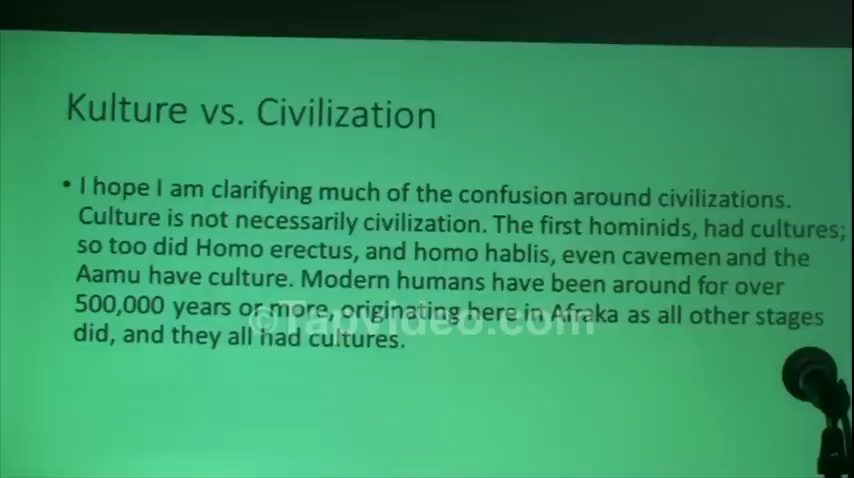 Kulture vs. Civilization
• I hope I am clarifying much of the confusion around civilizations.
Culture is not necessarily civilization. The first hominids, had cultures;
so too did Homo erectus, and homo hablis, even cavemen and the
Aamu have culture. Modern humans have been around for over
500,000 years or more, originating here in Afraka as all other stages
did, and they all had cultures.
©TapVideo.com